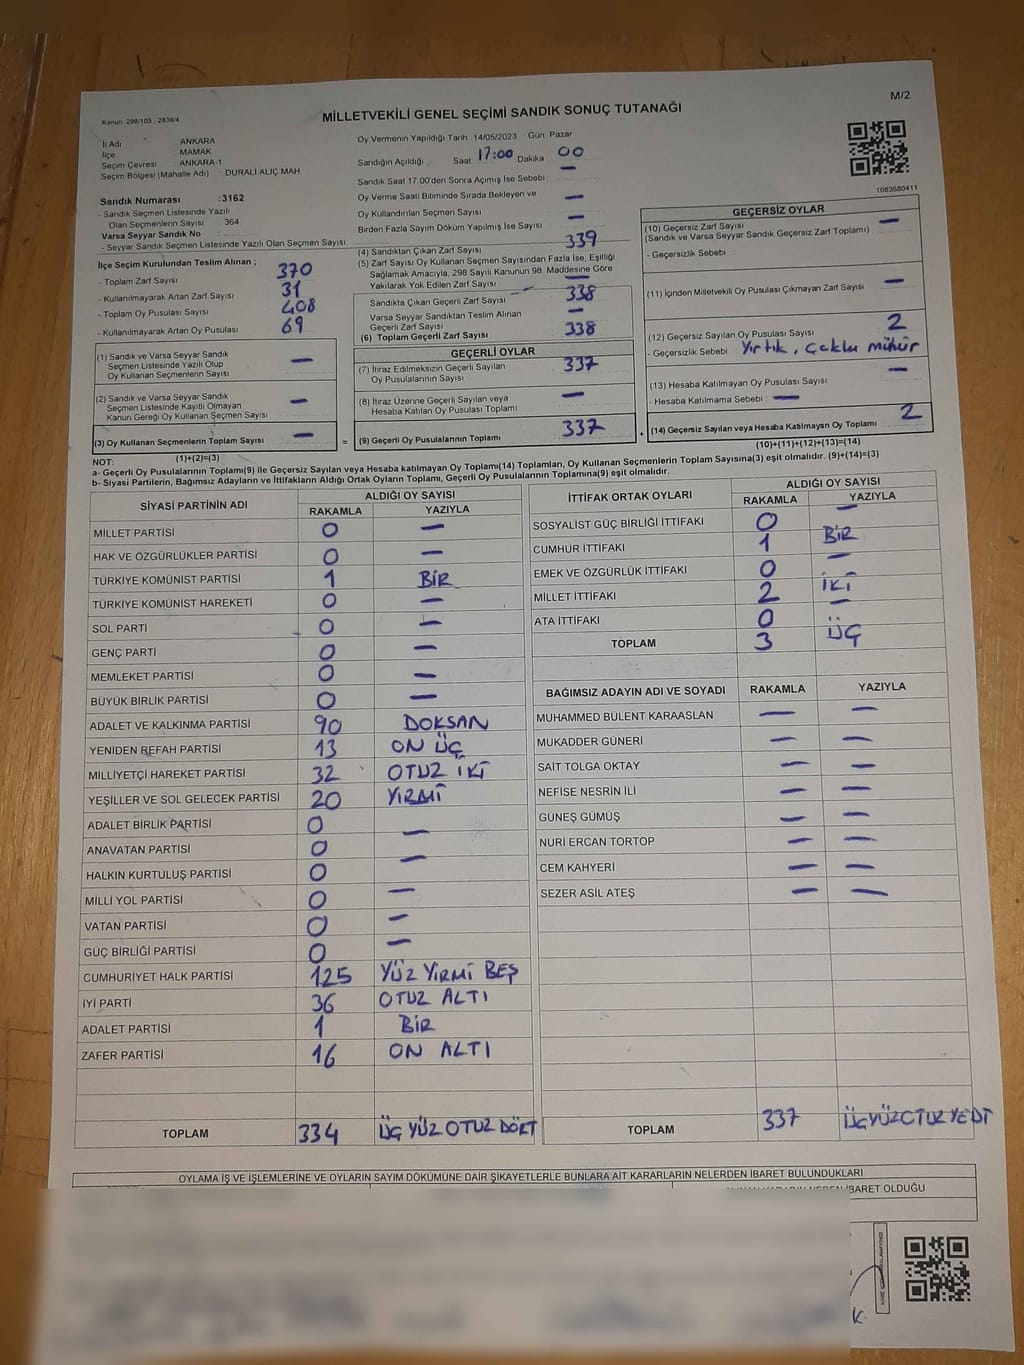 M/2
Kanun: 298/105 ; 2839/4
MİLLETVEKİLİ GENEL SEÇİMİ SANDIK SONUÇ TUTANAĞI
İl Adı ANKARA
İlçe MAMAK
Seçim Çevresi ANKARA-1
Seçim Bölgesi (Mahalle Adı) : DURALİ ALIÇ MAH
Oy Vermenin Yapıldığı Tarih 14/05/2023 Gün: Pazar
Sandığın Açıldığı : Saat 17:00 Dakika 00
Sandık Saat 17.00'den Sonra Açımış İse Sebebi : —
Oy Verme Saati Bitiminde Sırada Bekleyen ve —
Oy Kullandırılan Seçmen Sayısı —
Birden Fazla Sayım Döküm Yapılmış İse Sayısı —
1083680411
Sandık Numarası :3162
- Sandık Seçmen Listesinde Yazılı
Olan Seçmenlerin Sayısı : 364
Varsa Seyyar Sandık No :
- Seyyar Sandık Seçmen Listesinde Yazılı Olan Seçmen Sayısı:
İlçe Seçim Kurulundan Teslim Alınan ;
- Toplam Zarf Sayısı 370
- Kullanılmayarak Artan Zarf Sayısı 31
- Toplam Oy Pusulası Sayısı 408
- Kullanılmayarak Artan Oy Pusulası 69
(1) Sandık ve Varsa Seyyar Sandık
Seçmen Listesinde Yazılı Olup
Oy Kullanan Seçmenlerin Sayısı —
(2) Sandık ve Varsa Seyyar Sandık
Seçmen Listesinde Kayıtlı Olmayan
Kanun Gereği Oy Kullanan Seçmen Sayısı —
(3) Oy Kullanan Seçmenlerin Toplam Sayısı — =
(1)+(2)=(3)
(4) Sandıktan Çıkan Zarf Sayısı 339
(5) Zarf Sayısı Oy Kullanan Seçmen Sayısından Fazla İse, Eşitliği
Sağlamak Amacıyla, 298 Sayılı Kanunun 98. Maddesine Göre
Yakılarak Yok Edilen Zarf Sayısı —
Sandıkta Çıkan Geçerli Zarf Sayısı 338
Varsa Seyyar Sandıktan Teslim Alınan
Geçerli Zarf Sayısı —
(6) Toplam Geçerli Zarf Sayısı 338
GEÇERLİ OYLAR
(7) İtiraz Edilmeksizin Geçerli Sayılan
Oy Pusulalarının Sayısı 337
(8) İtiraz Üzerine Geçerli Sayılan veya
Hesaba Katılan Oy Pusulası Toplamı —
(9) Geçerli Oy Pusulalarının Toplamı 337
GEÇERSİZ OYLAR
(10) Geçersiz Zarf Sayısı —
(Sandık ve Varsa Seyyar Sandık Geçersiz Zarf Toplamı)
- Geçersizlik Sebebi :
(11) İçinden Milletvekili Oy Pusulası Çıkmayan Zarf Sayısı —
(12) Geçersiz Sayılan Oy Pusulası Sayısı 2
- Geçersizlik Sebebi : Yırtık, Çoklu mühür
(13) Hesaba Katılmayan Oy Pusulası Sayısı —
- Hesaba Katılmama Sebebi : —
(14) Geçersiz Sayılan veya Hesaba Katılmayan Oy Toplamı 2
(10)+(11)+(12)+(13)=(14)
NOT:
a- Geçerli Oy Pusulalarının Toplamı(9) ile Geçersiz Sayılan veya Hesaba katılmayan Oy Toplamı(14) Toplamları, Oy Kullanan Seçmenlerin Toplam Sayısına(3) eşit olmalıdır. (9)+(14)=(3)
b- Siyasi Partilerin, Bağımsız Adayların ve İttifakların Aldığı Ortak Oyların Toplamı, Geçerli Oy Pusulalarının Toplamına(9) eşit olmalıdır.
SİYASİ PARTİNİN ADI ALDIĞI OY SAYISI
RAKAMLA YAZIYLA
MİLLET PARTİSİ 0 —
HAK VE ÖZGÜRLÜKLER PARTİSİ 0 —
TÜRKİYE KOMÜNİST PARTİSİ 1 BİR
TÜRKİYE KOMÜNİST HAREKETİ 0 —
SOL PARTİ 0 —
GENÇ PARTİ 0 —
MEMLEKET PARTİSİ 0 —
BÜYÜK BİRLİK PARTİSİ 0 —
ADALET VE KALKINMA PARTİSİ 90 DOKSAN
YENİDEN REFAH PARTİSİ 13 ON ÜÇ
MİLLİYETÇİ HAREKET PARTİSİ 32 OTUZ İKİ
YEŞİLLER VE SOL GELECEK PARTİSİ 20 YİRMİ
ADALET BİRLİK PARTİSİ 0 —
ANAVATAN PARTİSİ 0 —
HALKIN KURTULUŞ PARTİSİ 0
MİLLİ YOL PARTİSİ 0 —
VATAN PARTİSİ 0 —
GÜÇ BİRLİĞİ PARTİSİ 0 —
CUMHURİYET HALK PARTİSİ 125 YÜZ YİRMİ BEŞ
İYİ PARTİ 36 OTUZ ALTI
ADALET PARTİSİ 1 BİR
ZAFER PARTİSİ 16 ON ALTI
TOPLAM 334 ÜÇ YÜZ OTUZ DÖRT
İTTİFAK ORTAK OYLARI ALDIĞI OY SAYISI
RAKAMLA YAZIYLA
SOSYALİST GÜÇ BİRLİĞİ İTTİFAKI 0 —
CUMHUR İTTİFAKI 1 BİR
EMEK VE ÖZGÜRLÜK İTTİFAKI 0 —
MİLLET İTTİFAKI 2 İKİ
ATA İTTİFAKI 0 —
TOPLAM 3 ÜÇ
BAĞIMSIZ ADAYIN ADI VE SOYADI RAKAMLA YAZIYLA
MUHAMMED BÜLENT KARAASLAN — —
MUKADDER GÜNERİ — —
SAİT TOLGA OKTAY — —
NEFİSE NESRİN İLİ — —
GÜNEŞ GÜMÜŞ — —
NURİ ERCAN TORTOP — —
CEM KAHYERİ — —
SEZER ASİL ATEŞ — —
TOPLAM 337 ÜÇYÜZOTUZYEDİ
OYLAMA İŞ VE İŞLEMLERİNE VE OYLARIN SAYIM DÖKÜMÜNE DAİR ŞİKAYETLERLE BUNLARA AİT KARARLARIN NELERDEN İBARET BULUNDUKLARI
İBARET OLDUĞU